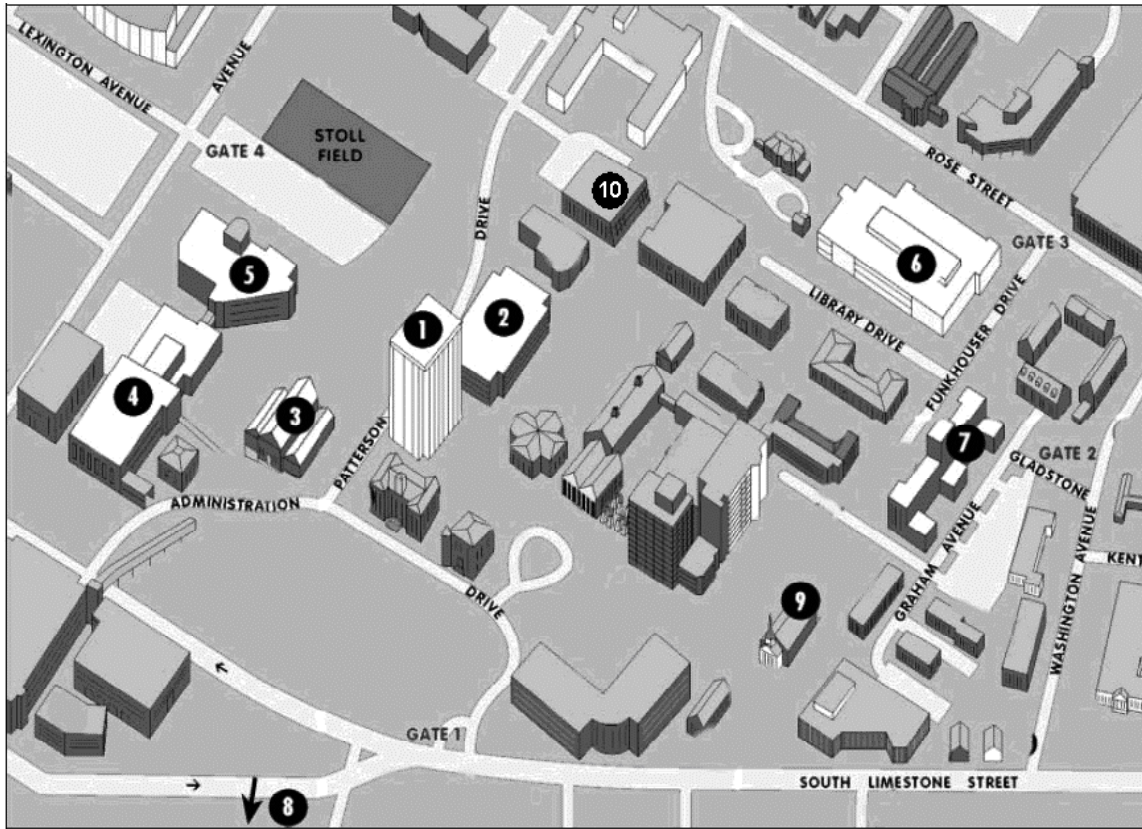 LEXINGTON AVENUE
AVENUE
GATE 4
STOLL
FIELD
10
ROSE STREET
DRIVE
5
6
GATE 3
LIBRARY DRIVE
FUNKHOUSER DRIVE
1
2
4
3
7
GATE 2
GLADSTONE
PATTERSON
ADMINISTRATION
DRIVE
GRAHAM AVENUE
WASHINGTON AVENUE
KENT
9
GATE 1
SOUTH LIMESTONE STREET
8